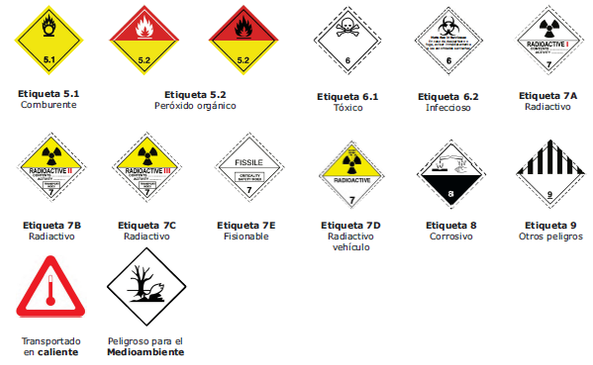 5.1
5.2
5.2
6
6
RADIOACTIVE I
7
Etiqueta 5.1
Comburente
Etiqueta 5.2
Peróxido orgánico
Etiqueta 6.1
Tóxico
Etiqueta 6.2
Infeccioso
Etiqueta 7A
Radiactivo
RADIOACTIVE II
7
RADIOACTIVE III
7
FISSILE
CRITICALITY
SAFETY INDEX
7
RADIOACTIVE
7
8
9
Etiqueta 7B
Radiactivo
Etiqueta 7C
Radiactivo
Etiqueta 7E
Fisionable
Etiqueta 7D
Radiactivo
vehículo
Etiqueta 8
Corrosivo
Etiqueta 9
Otros peligros
Transportado
en caliente
Peligroso para el
Medioambiente